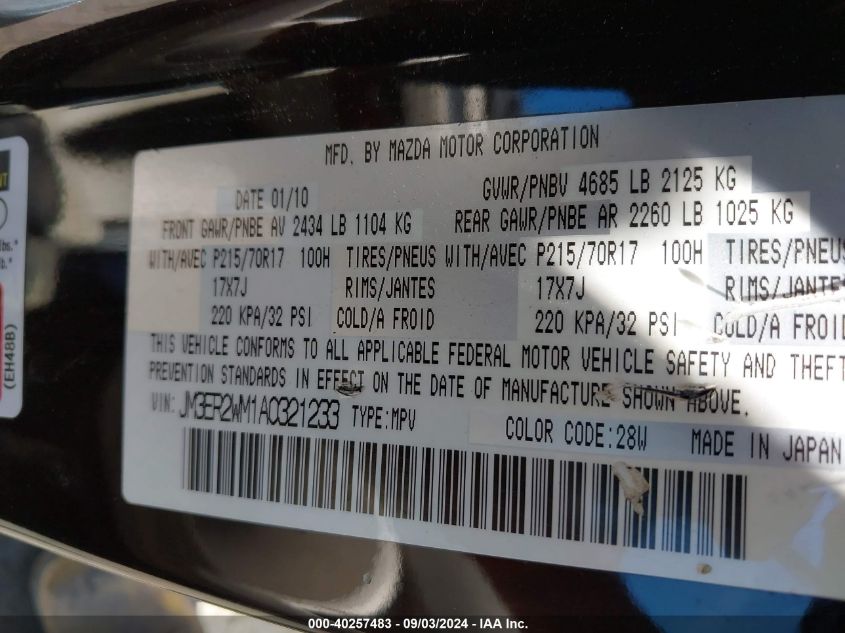 MFD. BY MAZDA MOTOR CORPORATION
DATE 01/10 GVWR/PNBV 4685 LB 2125 KG
FRONT GAWR/PNBE AV 2434 LB 1104 KG REAR GAWR/PNBE AR 2260 LB 1025 KG
WITH/AVEC P215/70R17 100H TIRES/PNEUS WITH/AVEC P215/70R17 100H TIRES/PNEUS
17X7J RIMS/JANTES 17X7J RIMS/JANTES
220 KPA/32 PSI COLD/A FROID 220 KPA/32 PSI COLD/A FROID
THIS VEHICLE CONFORMS TO ALL APPLICABLE FEDERAL MOTOR VEHICLE SAFETY AND THEFT
PREVENTION STANDARDS IN EFFECT ON THE DATE OF MANUFACTURE SHOWN ABOVE.
VIN: JM3ER2WM1A0321233 TYPE:MPV COLOR CODE:28W MADE IN JAPAN
lbs.*
lb.*
(EH48B)
000-40257483 - 09/03/2024 - IAA Inc.